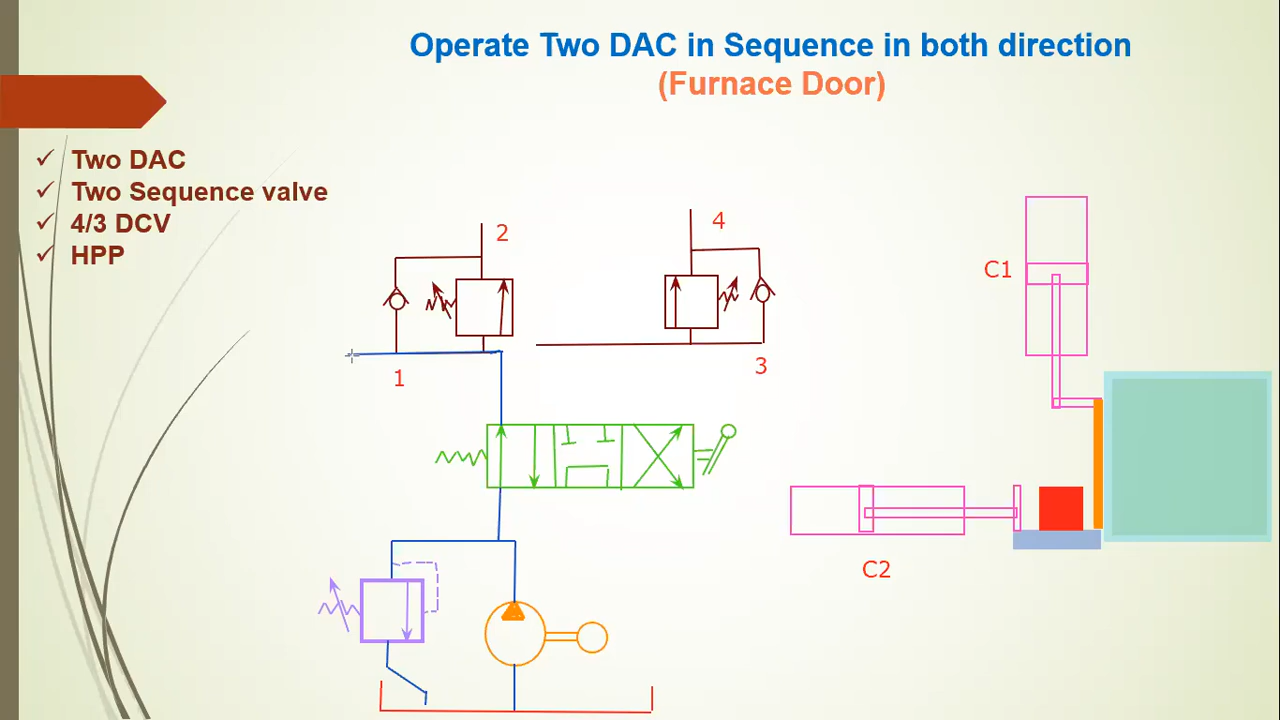 Operate Two DAC in Sequence in both direction
(Furnace Door)
✓ Two DAC
✓ Two Sequence valve
✓ 4/3 DCV
✓ HPP
2
4
1
3
C1
C2